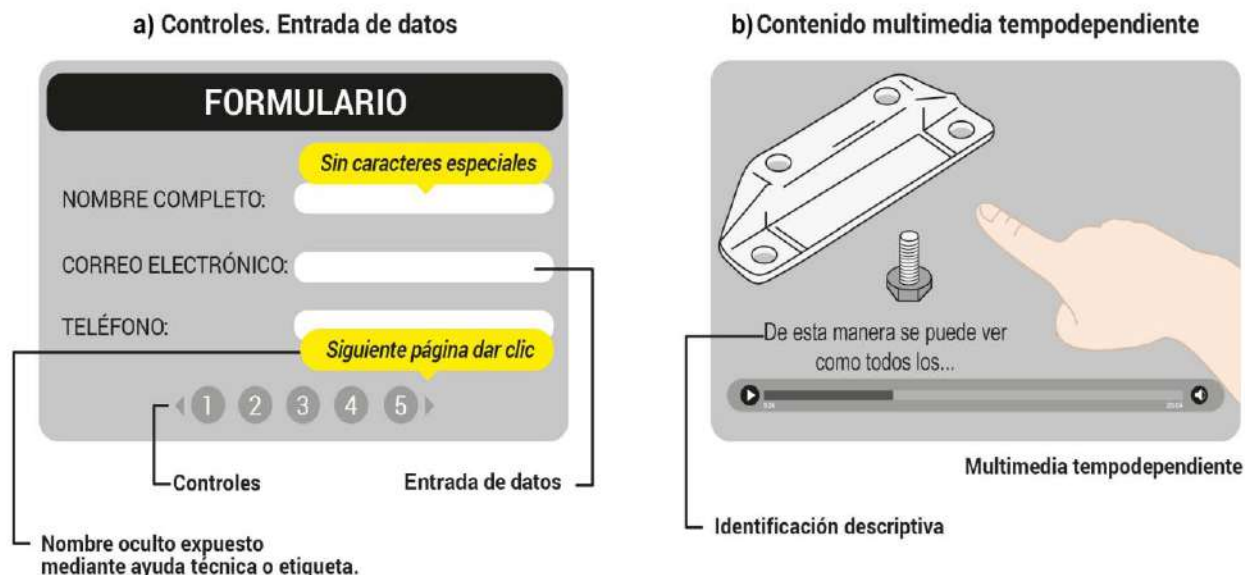 a) Controles. Entrada de datos
FORMULARIO
Sin caracteres especiales
NOMBRE COMPLETO:
CORREO ELECTRÓNICO:
TELÉFONO:
Siguiente página dar clic
1 2 3 4 5
Controles
Entrada de datos
Nombre oculto expuesto
mediante ayuda técnica o etiqueta.
b) Contenido multimedia tempodependiente
De esta manera se puede ver
como todos los...
Multimedia tempodependiente
Identificación descriptiva